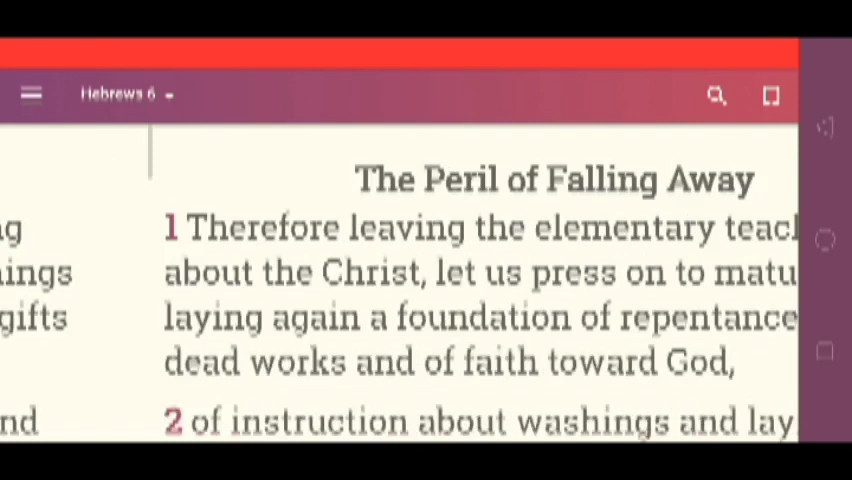 Hebrews 6
The Peril of Falling Away
ng
1 Therefore leaving the elementary teach
ings
about the Christ, let us press on to matu
gifts
laying again a foundation of repentance
dead works and of faith toward God,
nd
2 of instruction about washings and lay